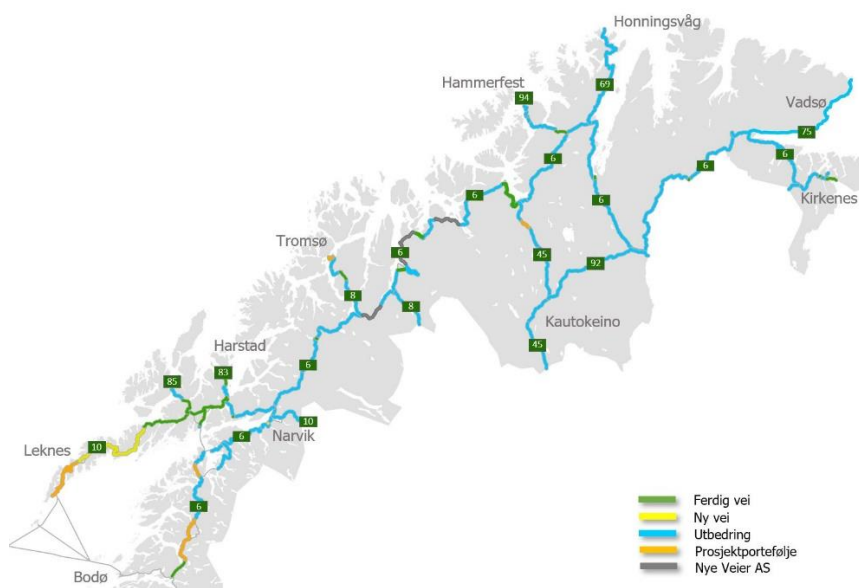 Honningsvåg
Hammerfest
94
69
Vadsø
75
6
6
6
Kirkenes
6
6
Tromsø
6
45
92
8
8
Kautokeino
Harstad
83
85
6
45
10
Narvik
6
Leknes
10
6
Bodø
Ferdig vei
Ny vei
Utbedring
Prosjektportefølje
Nye Veier AS